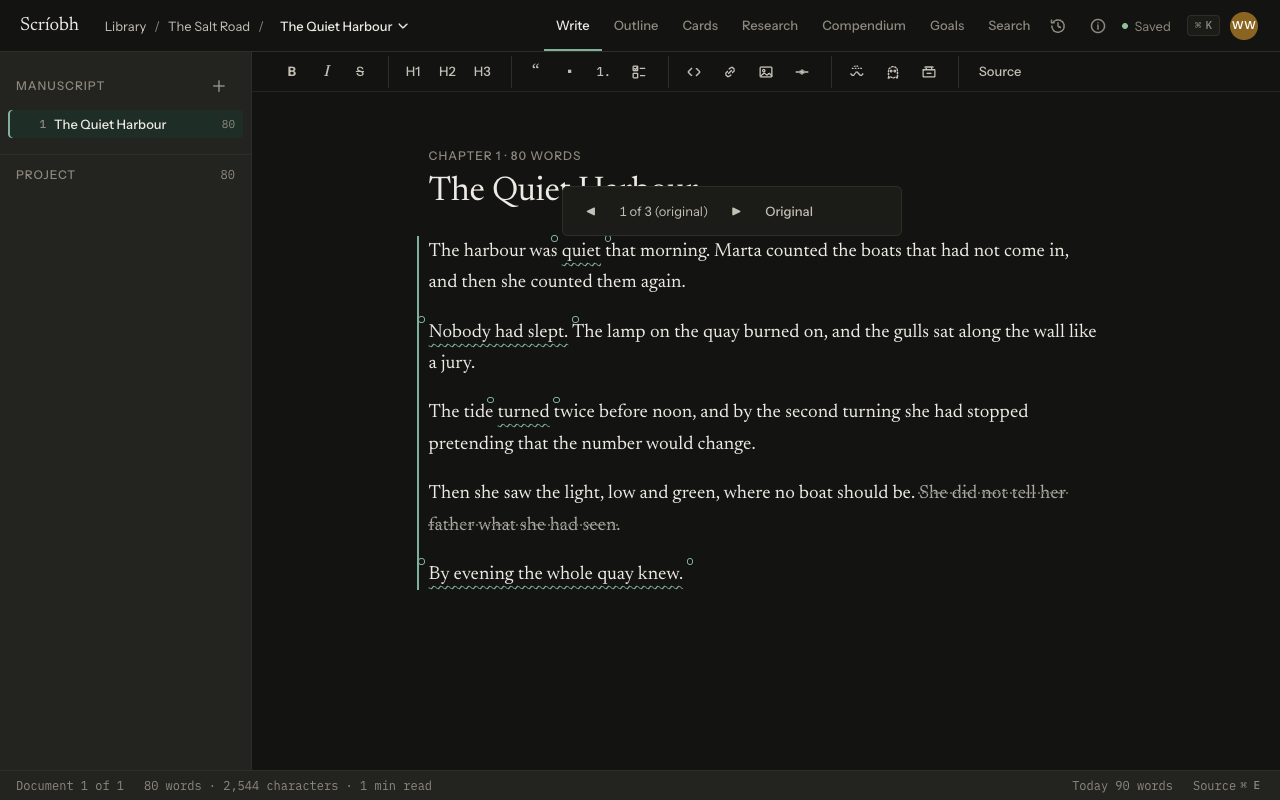 Scríobh
Library / The Salt Road / The Quiet Harbour
Write Outline Cards Research Compendium Goals Search Saved ⌘ K WW
B I S H1 H2 H3 “ ▪ 1. Source
MANUSCRIPT +
1 The Quiet Harbour 80
PROJECT 80
CHAPTER 1 · 80 WORDS
The Quiet Harbour
◀ 1 of 3 (original) ▶ Original
The harbour was quiet that morning. Marta counted the boats that had not come in,
and then she counted them again.
Nobody had slept. The lamp on the quay burned on, and the gulls sat along the wall like
a jury.
The tide turned twice before noon, and by the second turning she had stopped
pretending that the number would change.
Then she saw the light, low and green, where no boat should be. She did not tell her
father what she had seen.
By evening the whole quay knew.
Document 1 of 1 80 words · 2,544 characters · 1 min read
Today 90 words Source ⌘ E